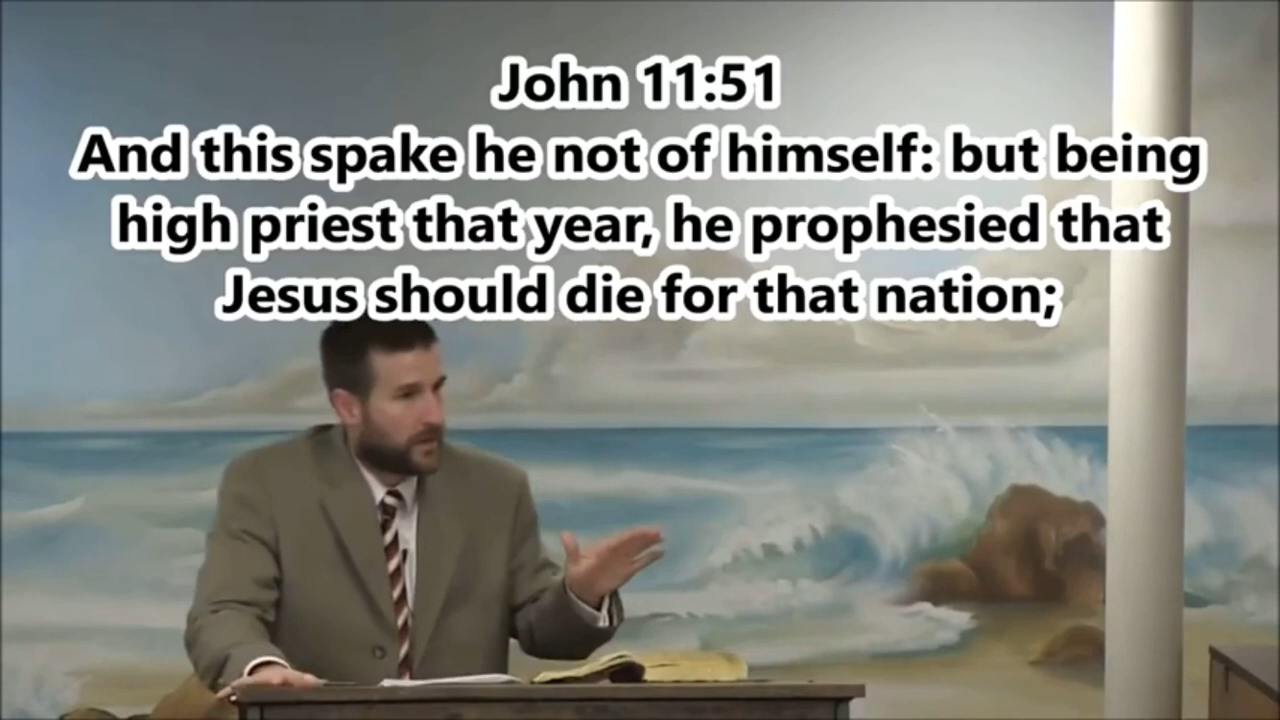 John 11:51
And this spake he not of himself: but being
high priest that year, he prophesied that
Jesus should die for that nation;